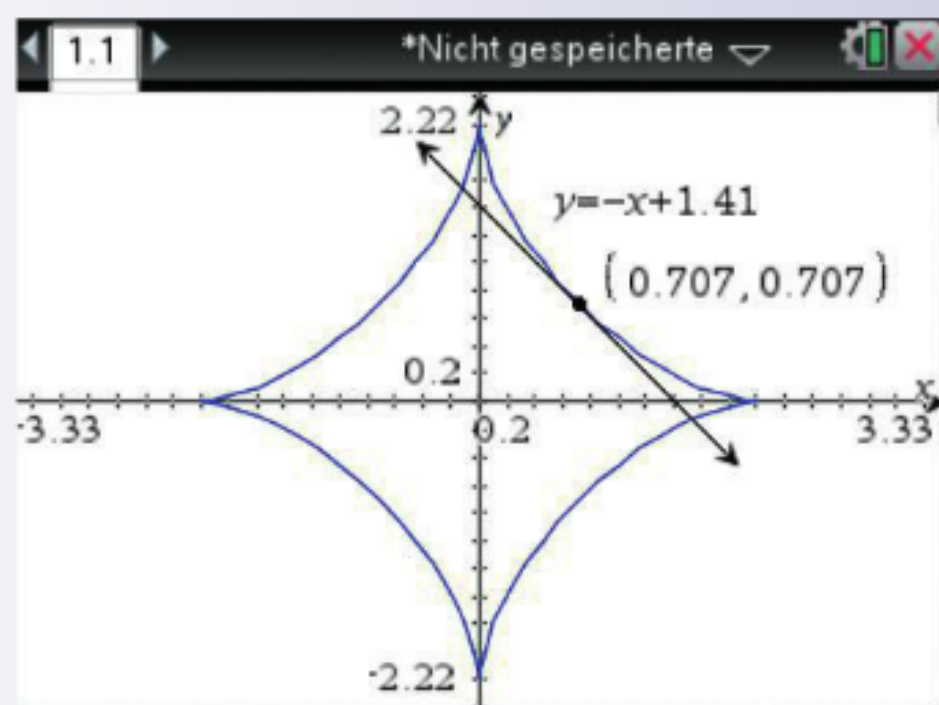 1.1 *Nicht gespeicherte
2.22 y
y=-x+1.41
(0.707,0.707)
0.2
x
-3.33 0.2 3.33
-2.22